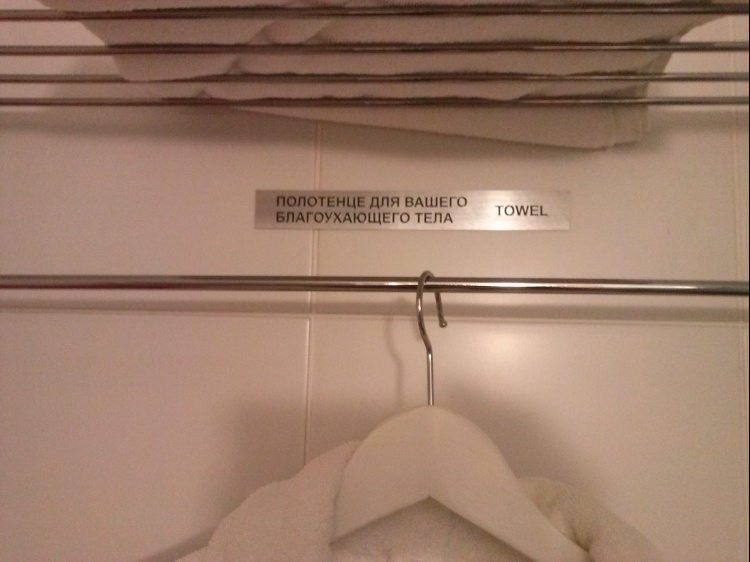 ПОЛОТЕНЦЕ ДЛЯ ВАШЕГО
БЛАГОУХАЮЩЕГО ТЕЛА
TOWEL